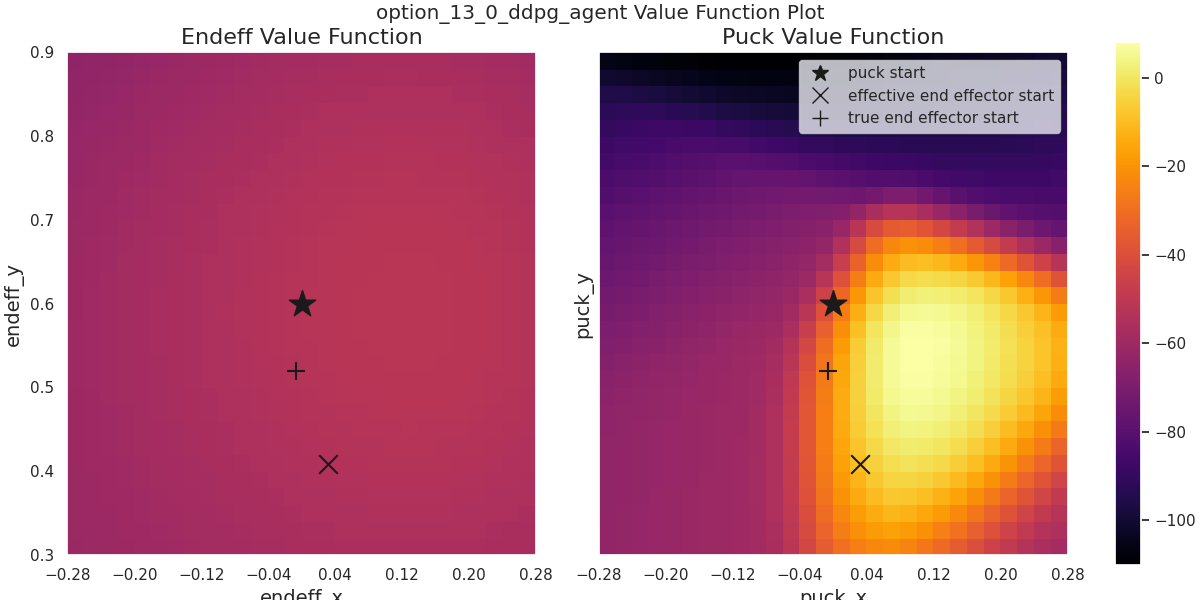 option_13_0_ddpg_agent Value Function Plot
Endeff Value Function
Puck Value Function
puck start
effective end effector start
true end effector start
endeff_y
0.9
0.8
0.7
0.6
0.5
0.4
0.3
−0.28 −0.20 −0.12 −0.04 0.04 0.12 0.20 0.28
endeff_x
puck_y
−0.28 −0.20 −0.12 −0.04 0.04 0.12 0.20 0.28
puck_x
0
−20
−40
−60
−80
−100